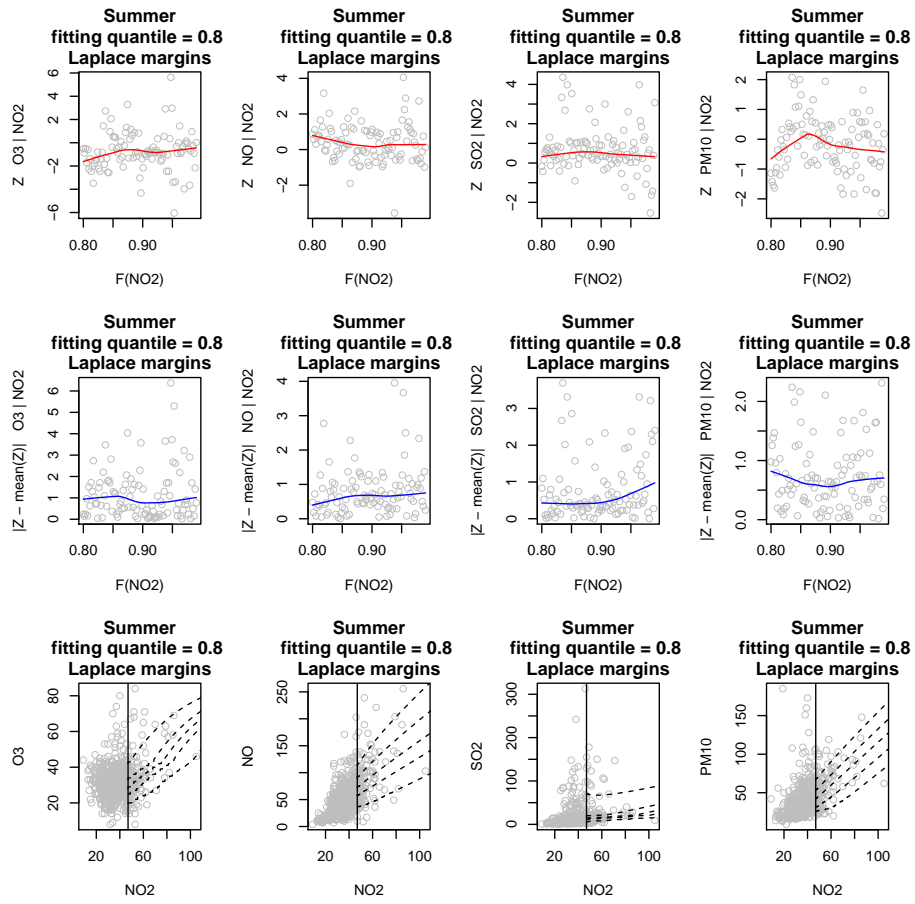 Summer
fitting quantile = 0.8
Laplace margins
Z   O3 | NO2
6
2
−2
−6
0.80
0.90
F(NO2)
Summer
fitting quantile = 0.8
Laplace margins
Z   NO | NO2
4
2
0
−2
0.80
0.90
F(NO2)
Summer
fitting quantile = 0.8
Laplace margins
Z   SO2 | NO2
4
2
0
−2
0.80
0.90
F(NO2)
Summer
fitting quantile = 0.8
Laplace margins
Z   PM10 | NO2
2
1
0
−1
−2
0.80
0.90
F(NO2)
Summer
fitting quantile = 0.8
Laplace margins
|Z − mean(Z)|   O3 | NO2
6
5
4
3
2
1
0
0.80
0.90
F(NO2)
Summer
fitting quantile = 0.8
Laplace margins
|Z − mean(Z)|   NO | NO2
4
3
2
1
0
0.80
0.90
F(NO2)
Summer
fitting quantile = 0.8
Laplace margins
|Z − mean(Z)|   SO2 | NO2
3
2
1
0
0.80
0.90
F(NO2)
Summer
fitting quantile = 0.8
Laplace margins
|Z − mean(Z)|   PM10 | NO2
2.0
1.0
0.0
0.80
0.90
F(NO2)
Summer
fitting quantile = 0.8
Laplace margins
O3
80
60
40
20
20
60
100
NO2
Summer
fitting quantile = 0.8
Laplace margins
NO
250
150
50
0
20
60
100
NO2
Summer
fitting quantile = 0.8
Laplace margins
SO2
300
200
100
50
0
20
60
100
NO2
Summer
fitting quantile = 0.8
Laplace margins
PM10
150
100
50
20
60
100
NO2